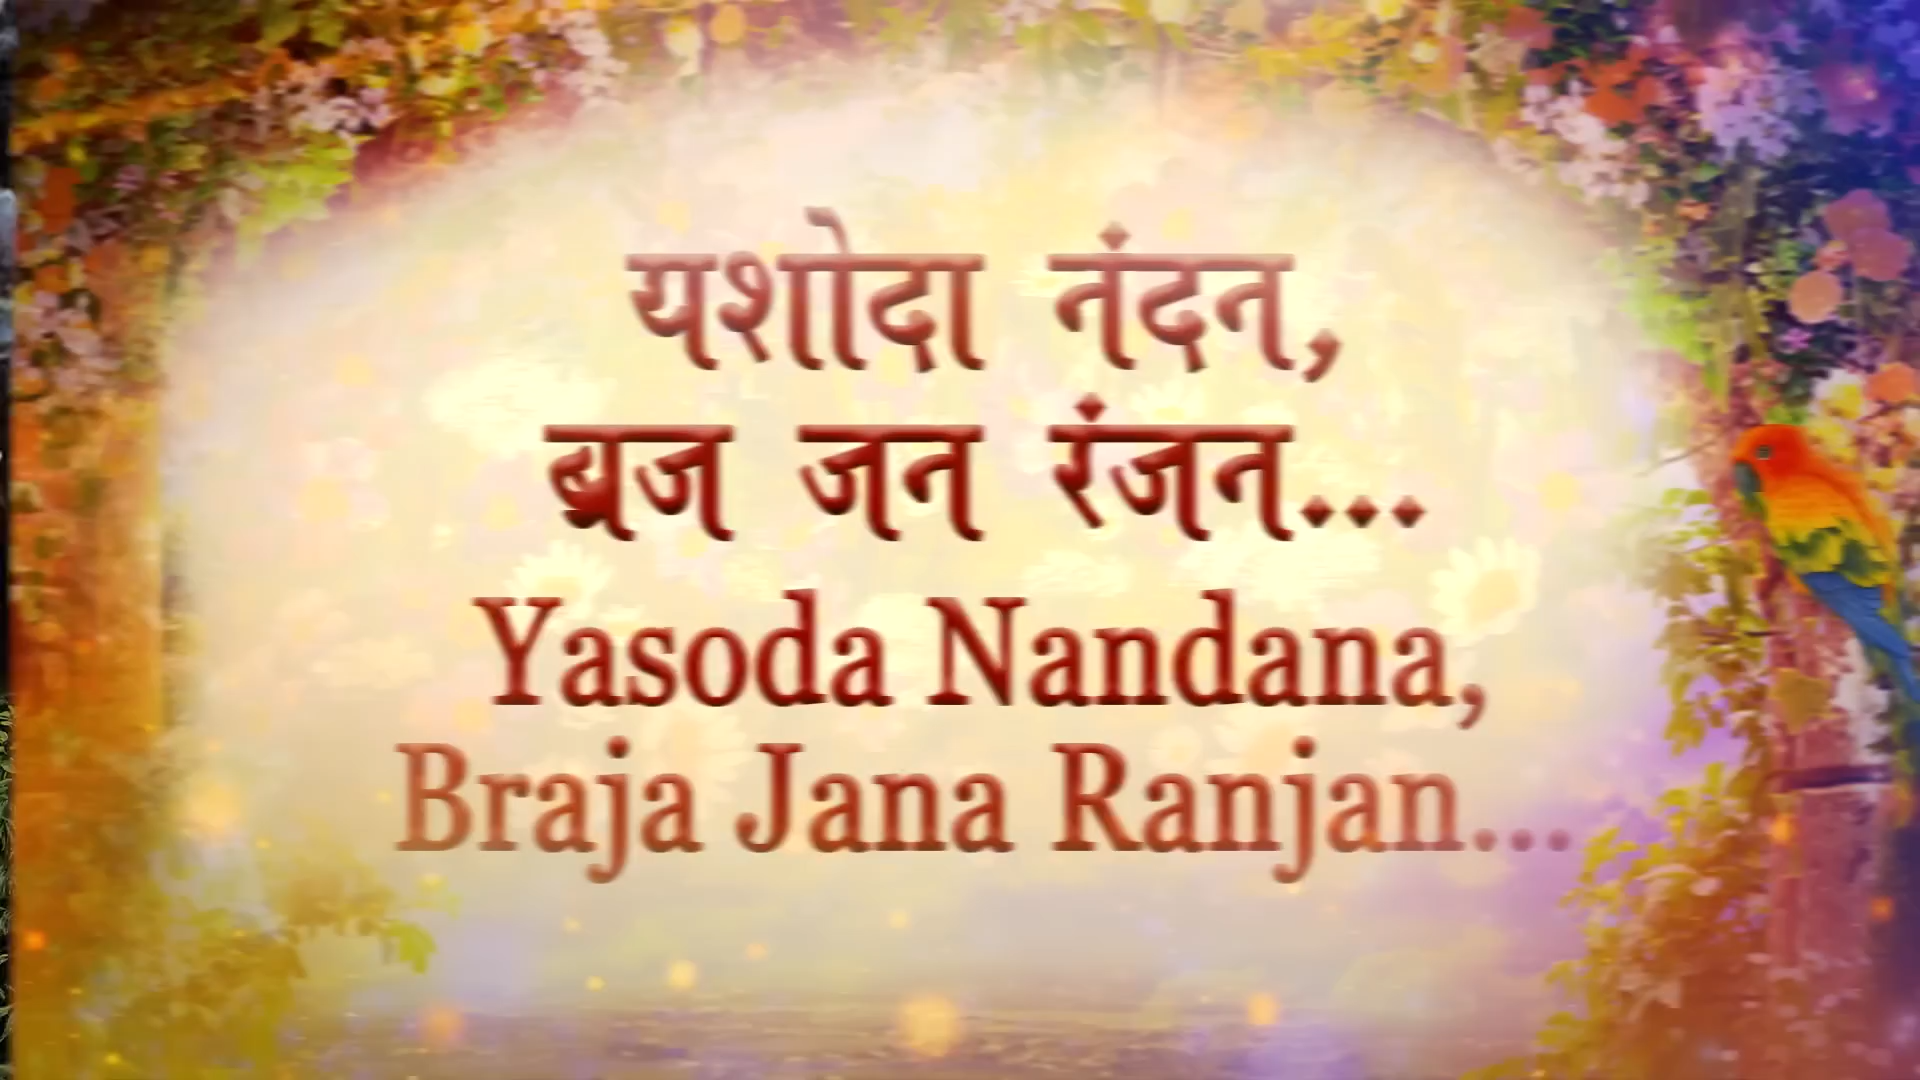 यशोदा नंदन,
ब्रज जन रंजन...
Yasoda Nandana,
Braja Jana Ranjan...